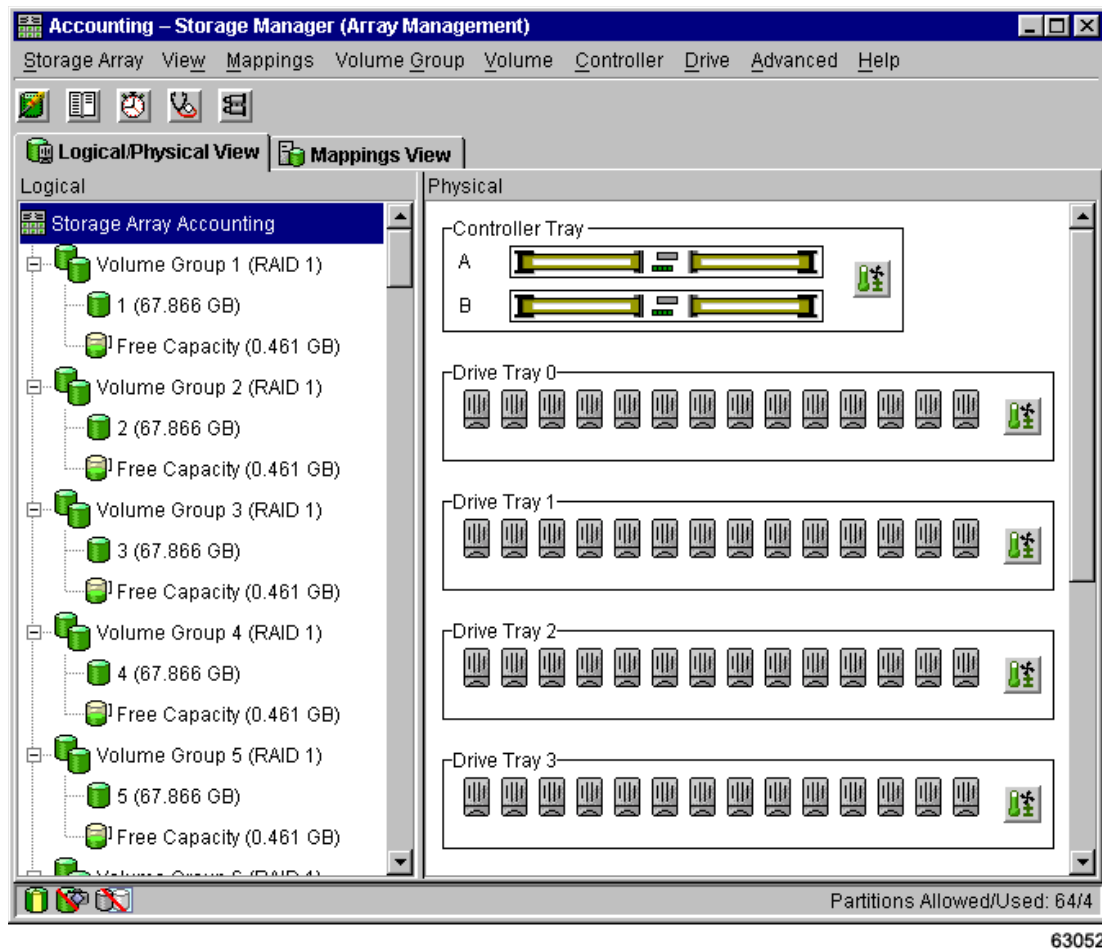 Accounting – Storage Manager (Array Management)
Storage Array View Mappings Volume Group Volume Controller Drive Advanced Help
Logical/Physical View Mappings View
Logical
Storage Array Accounting
Volume Group 1 (RAID 1)
1 (67.866 GB)
Free Capacity (0.461 GB)
Volume Group 2 (RAID 1)
2 (67.866 GB)
Free Capacity (0.461 GB)
Volume Group 3 (RAID 1)
3 (67.866 GB)
Free Capacity (0.461 GB)
Volume Group 4 (RAID 1)
4 (67.866 GB)
Free Capacity (0.461 GB)
Volume Group 5 (RAID 1)
5 (67.866 GB)
Free Capacity (0.461 GB)
Volume Group 6 (RAID 1)
Physical
Controller Tray
A
B
Drive Tray 0
Drive Tray 1
Drive Tray 2
Drive Tray 3
Partitions Allowed/Used: 64/4
63052